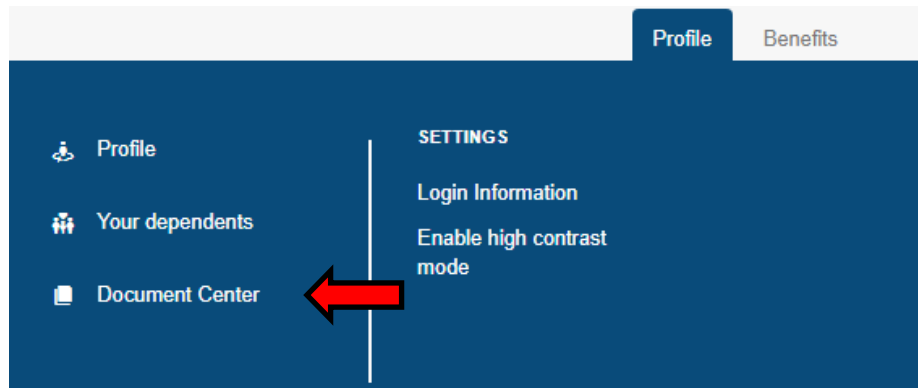 Profile Benefits
Profile
Your dependents
Document Center
SETTINGS
Login Information
Enable high contrast
mode